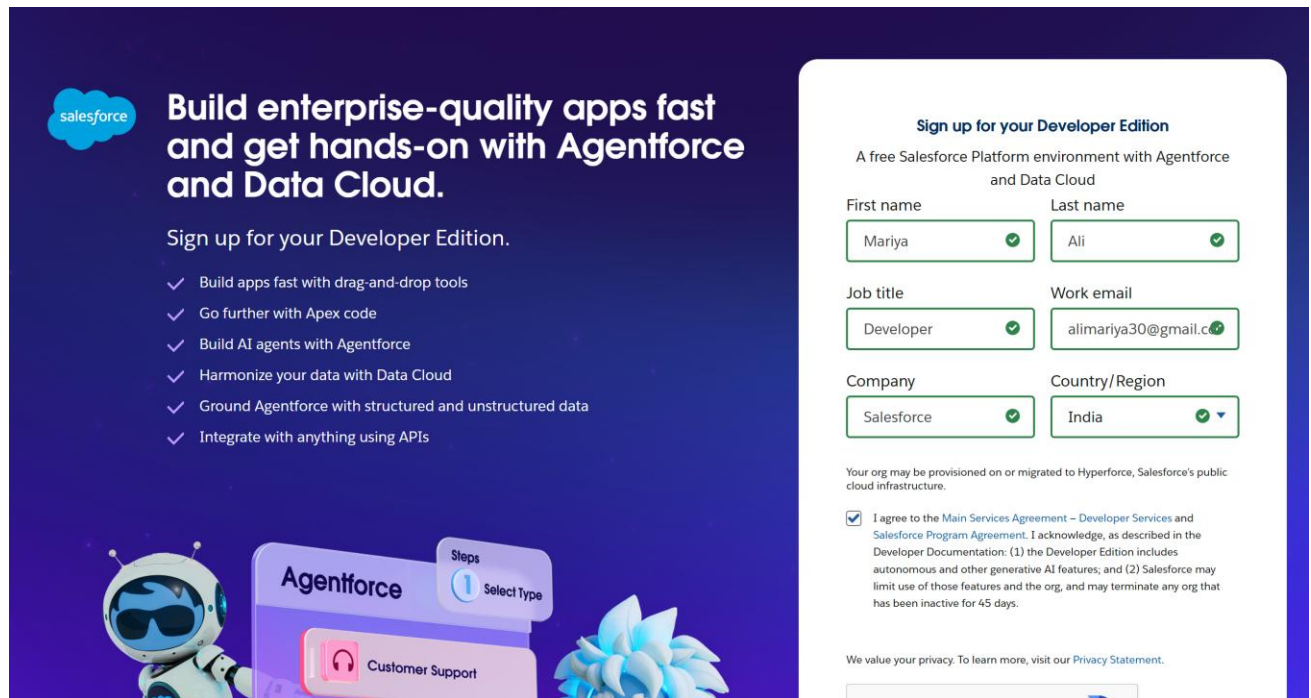 salesforce
Build enterprise-quality apps fast
and get hands-on with Agentforce
and Data Cloud.
Sign up for your Developer Edition.
Build apps fast with drag-and-drop tools
Go further with Apex code
Build AI agents with Agentforce
Harmonize your data with Data Cloud
Ground Agentforce with structured and unstructured data
Integrate with anything using APIs
Agentforce
Steps
1
Select Type
Customer Support
Sign up for your Developer Edition
A free Salesforce Platform environment with Agentforce
and Data Cloud
First name
Last name
Mariya
Ali
Job title
Work email
Developer
alimariya30@gmail.c
Company
Country/Region
Salesforce
India
Your org may be provisioned on or migrated to Hyperforce, Salesforce's public
cloud infrastructure.
I agree to the Main Services Agreement – Developer Services and
Salesforce Program Agreement. I acknowledge, as described in the
Developer Documentation: (1) the Developer Edition includes
autonomous and other generative AI features; and (2) Salesforce may
limit use of those features and the org, and may terminate any org that
has been inactive for 45 days.
We value your privacy. To learn more, visit our Privacy Statement.